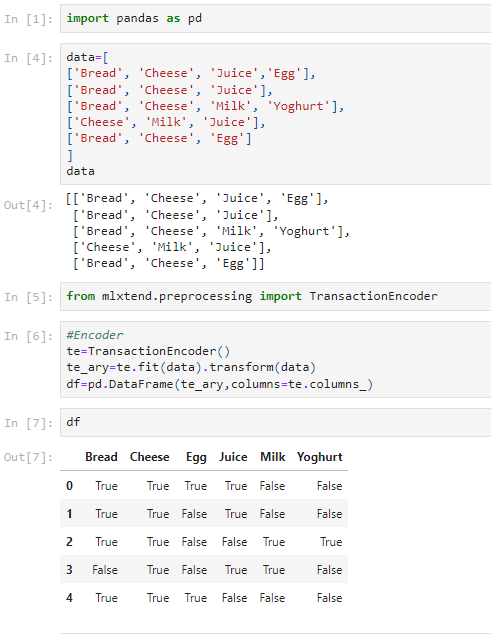 In [1]: import pandas as pd
In [4]: data=[
['Bread', 'Cheese', 'Juice','Egg'],
['Bread', 'Cheese', 'Juice'],
['Bread', 'Cheese', 'Milk', 'Yoghurt'],
['Cheese', 'Milk', 'Juice'],
['Bread', 'Cheese', 'Egg']
]
data
Out[4]: [['Bread', 'Cheese', 'Juice', 'Egg'],
['Bread', 'Cheese', 'Juice'],
['Bread', 'Cheese', 'Milk', 'Yoghurt'],
['Cheese', 'Milk', 'Juice'],
['Bread', 'Cheese', 'Egg']]
In [5]: from mlxtend.preprocessing import TransactionEncoder
In [6]: #Encoder
te=TransactionEncoder()
te_ary=te.fit(data).transform(data)
df=pd.DataFrame(te_ary,columns=te.columns_)
In [7]: df
Out[7]: Bread Cheese Egg Juice Milk Yoghurt
0 True True True True False False
1 True True False True False False
2 True True False False True True
3 False True False True True False
4 True True True False False False